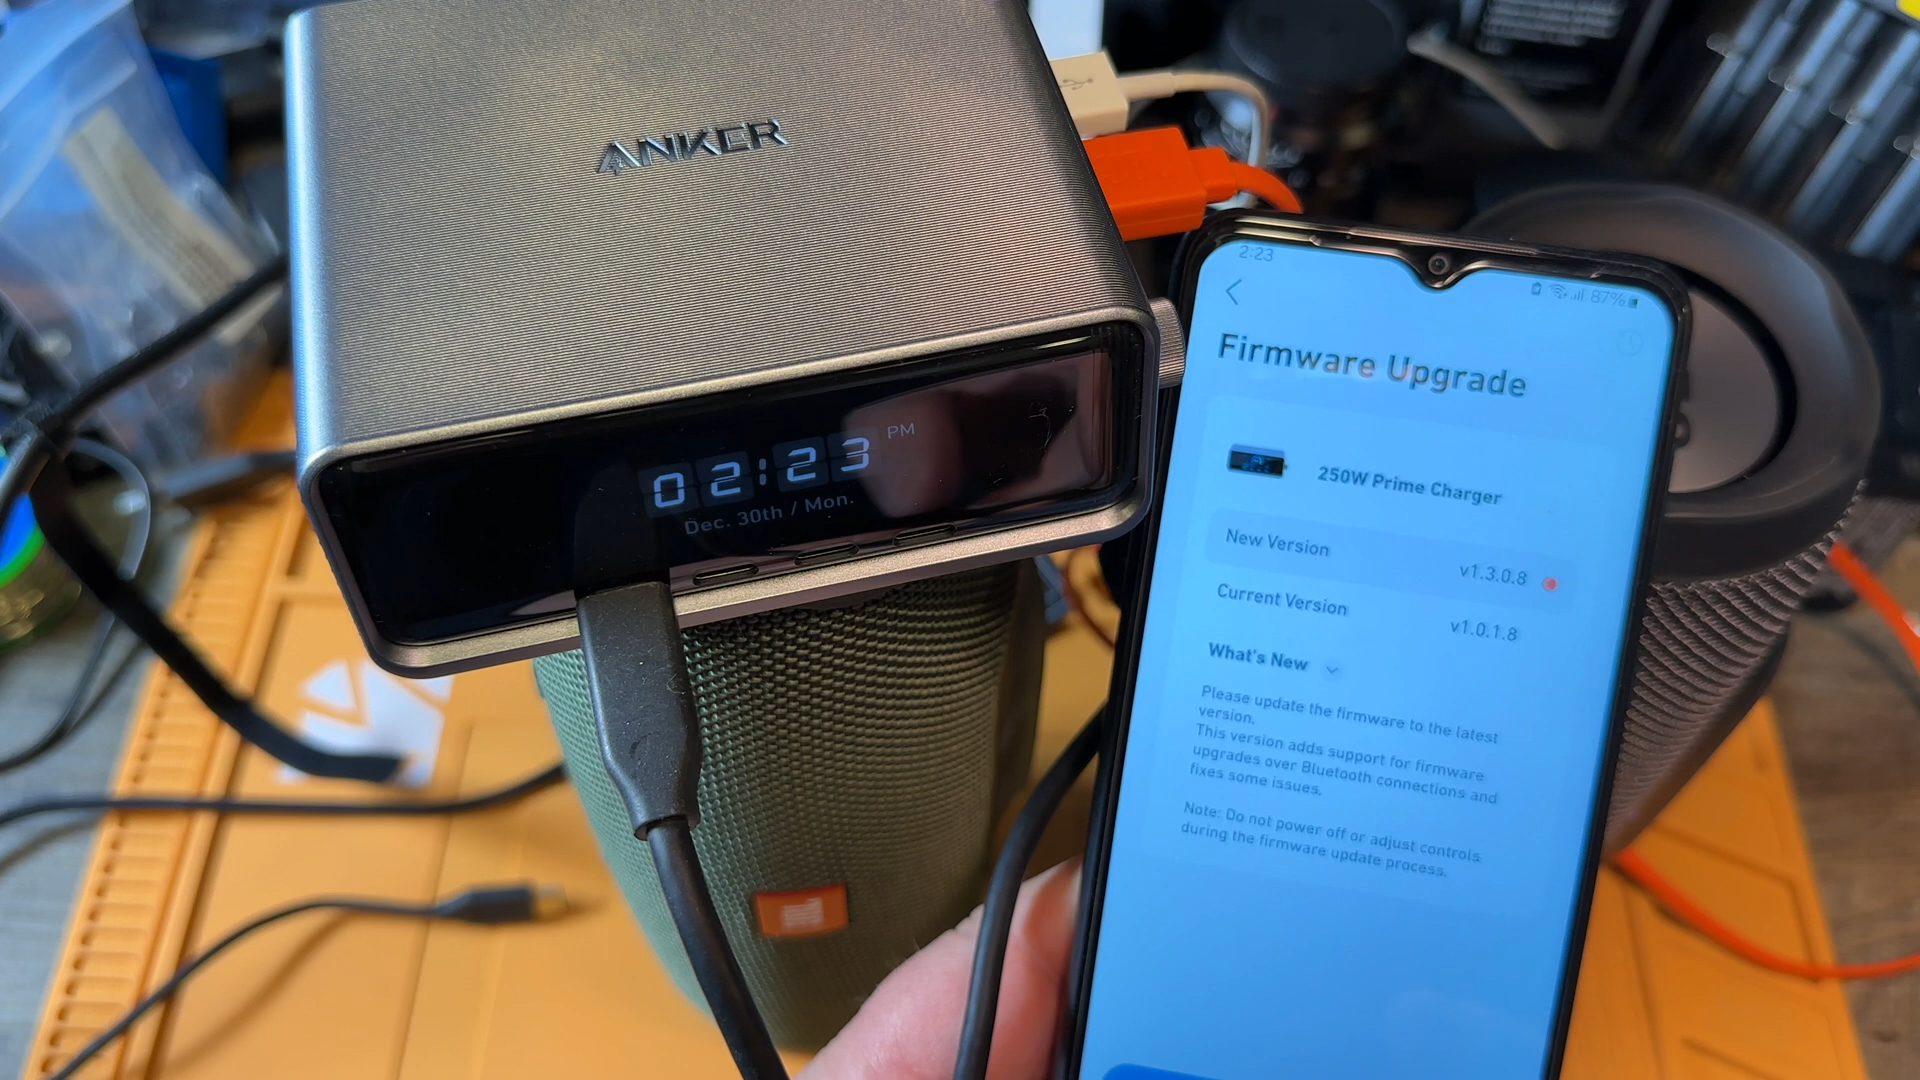 ANKER
02:23 PM
Dec. 30th / Mon.
2:23
87%
Firmware Upgrade
250W Prime Charger
New Version
v1.3.0.8
Current Version
v1.0.1.8
What's New
Please update the firmware to the latest
version.
This version adds support for firmware
upgrades over Bluetooth connections and
fixes some issues.
Note: Do not power off or adjust controls
during the firmware update process.